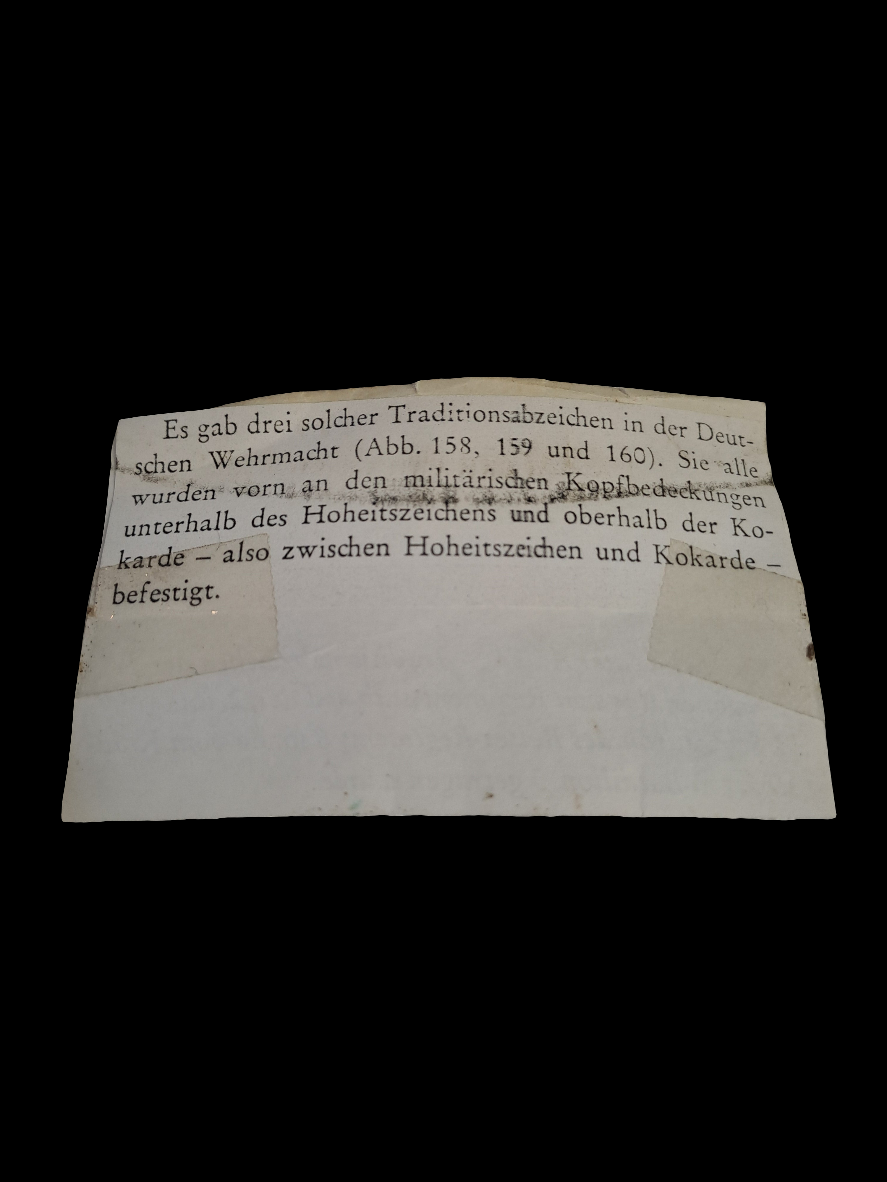 Es gab drei solcher Traditionsabzeichen in der Deut-
schen Wehrmacht (Abb. 158, 159 und 160). Sie alle
wurden vorn an den militärischen Kopfbedeckungen
unterhalb des Hoheitszeichens und oberhalb der Ko-
karde – also zwischen Hoheitszeichen und Kokarde –
befestigt.